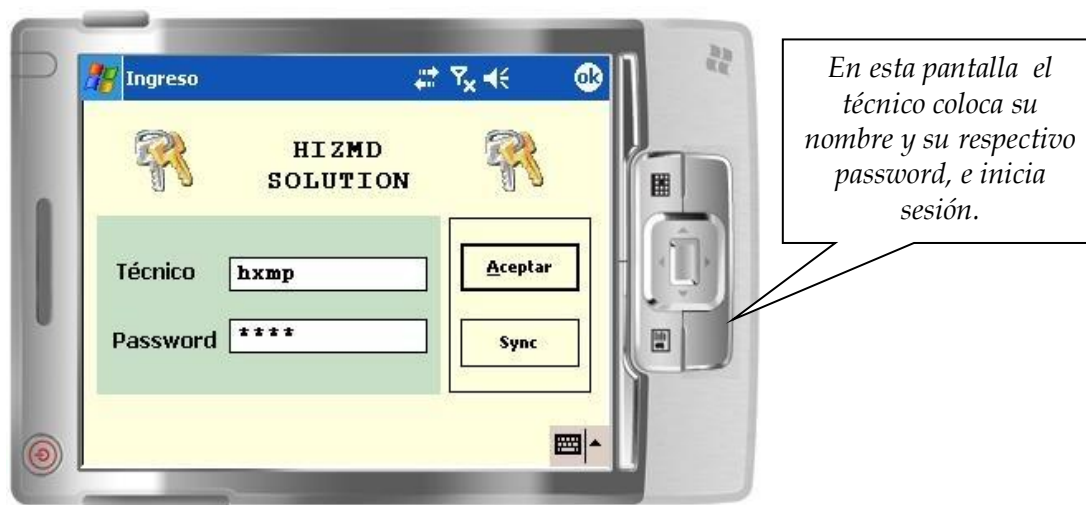 Ingreso
ok
HIZMD
SOLUTION
Técnico
hxmp
Password
****
Aceptar
Sync
En esta pantalla el
técnico coloca su
nombre y su respectivo
password, e inicia
sesión.